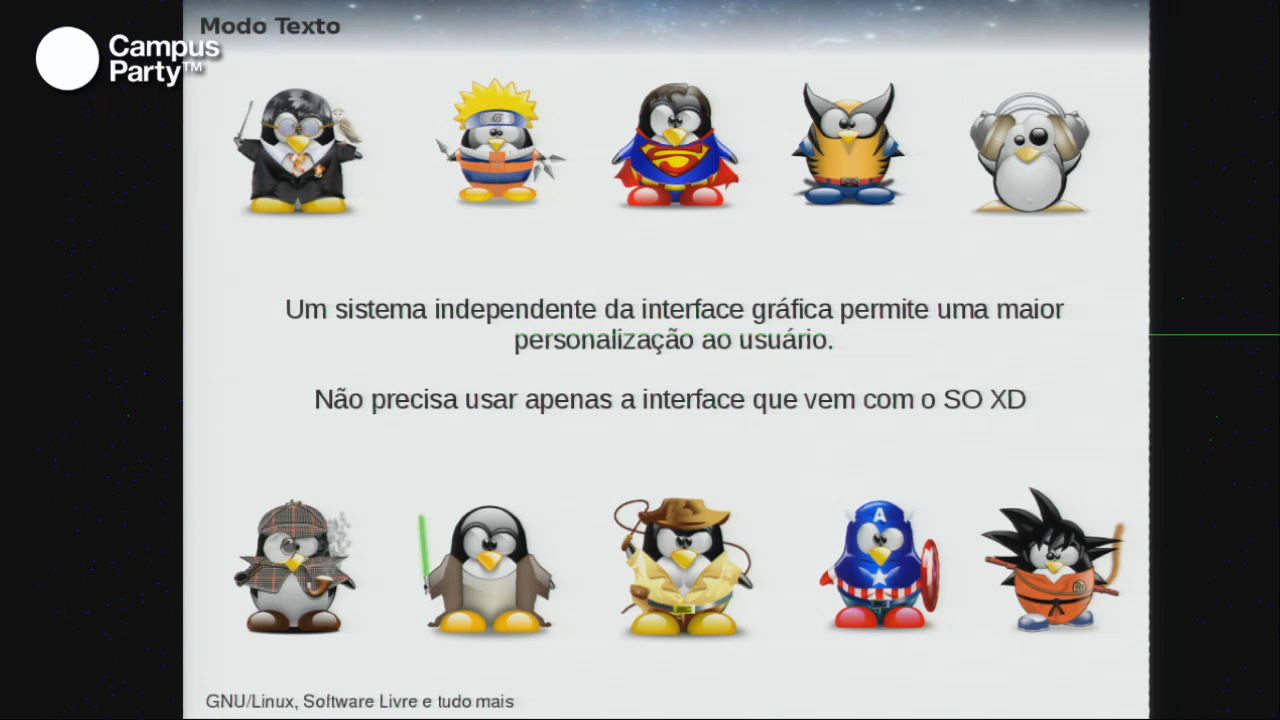 Modo Texto
Campus
Party™
Um sistema independente da interface gráfica permite uma maior
personalização ao usuário.
Não precisa usar apenas a interface que vem com o SO XD
A
GNU/Linux, Software Livre e tudo mais